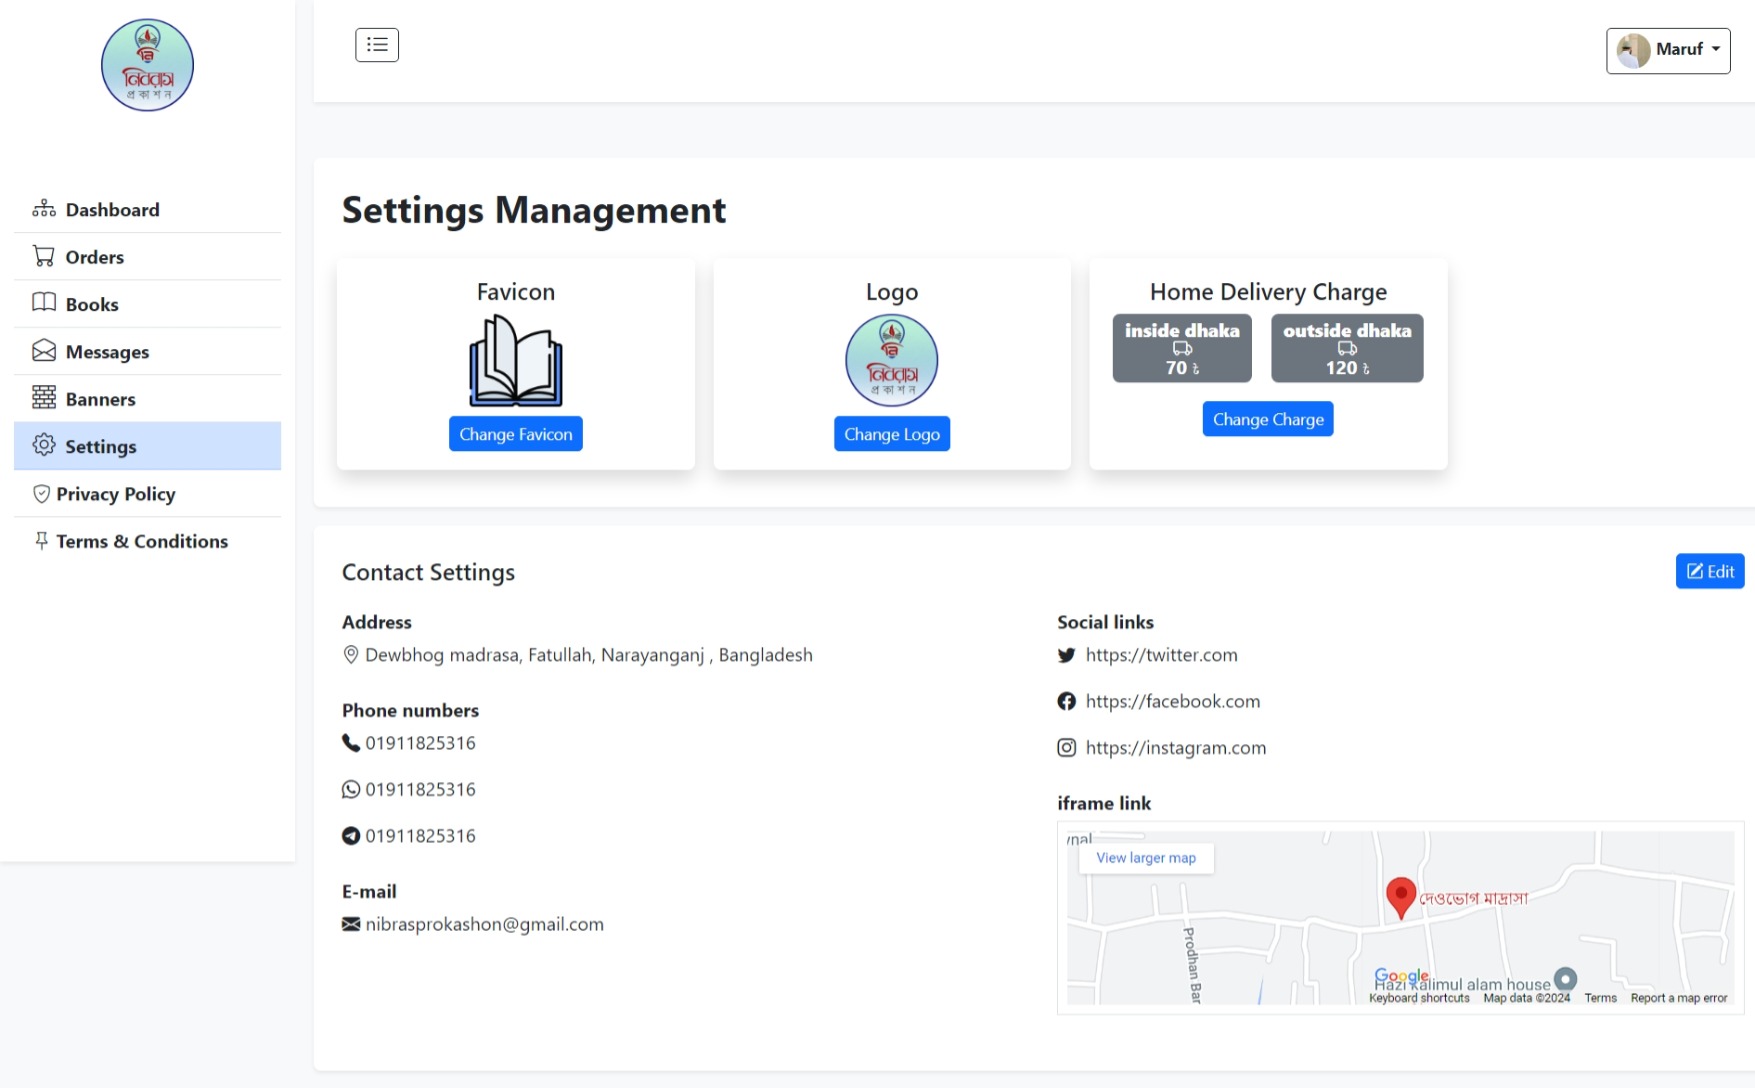 নিবরাস
প্রকাশন
Maruf
Dashboard
Orders
Books
Messages
Banners
Settings
Privacy Policy
Terms & Conditions
Settings Management
Favicon
Change Favicon
Logo
নিবরাস
প্রকাশন
Change Logo
Home Delivery Charge
inside dhaka
70 ৳
outside dhaka
120 ৳
Change Charge
Contact Settings
Edit
Address
Dewbhog madrasa, Fatullah, Narayanganj , Bangladesh
Phone numbers
01911825316
01911825316
01911825316
E-mail
nibrasprokashon@gmail.com
Social links
https://twitter.com
https://facebook.com
https://instagram.com
iframe link
View larger map
দেওভোগ মাদ্রাসা
Prodhan Bar
Google
Hazi kalimul alam house
Keyboard shortcuts Map data ©2024 Terms Report a map error